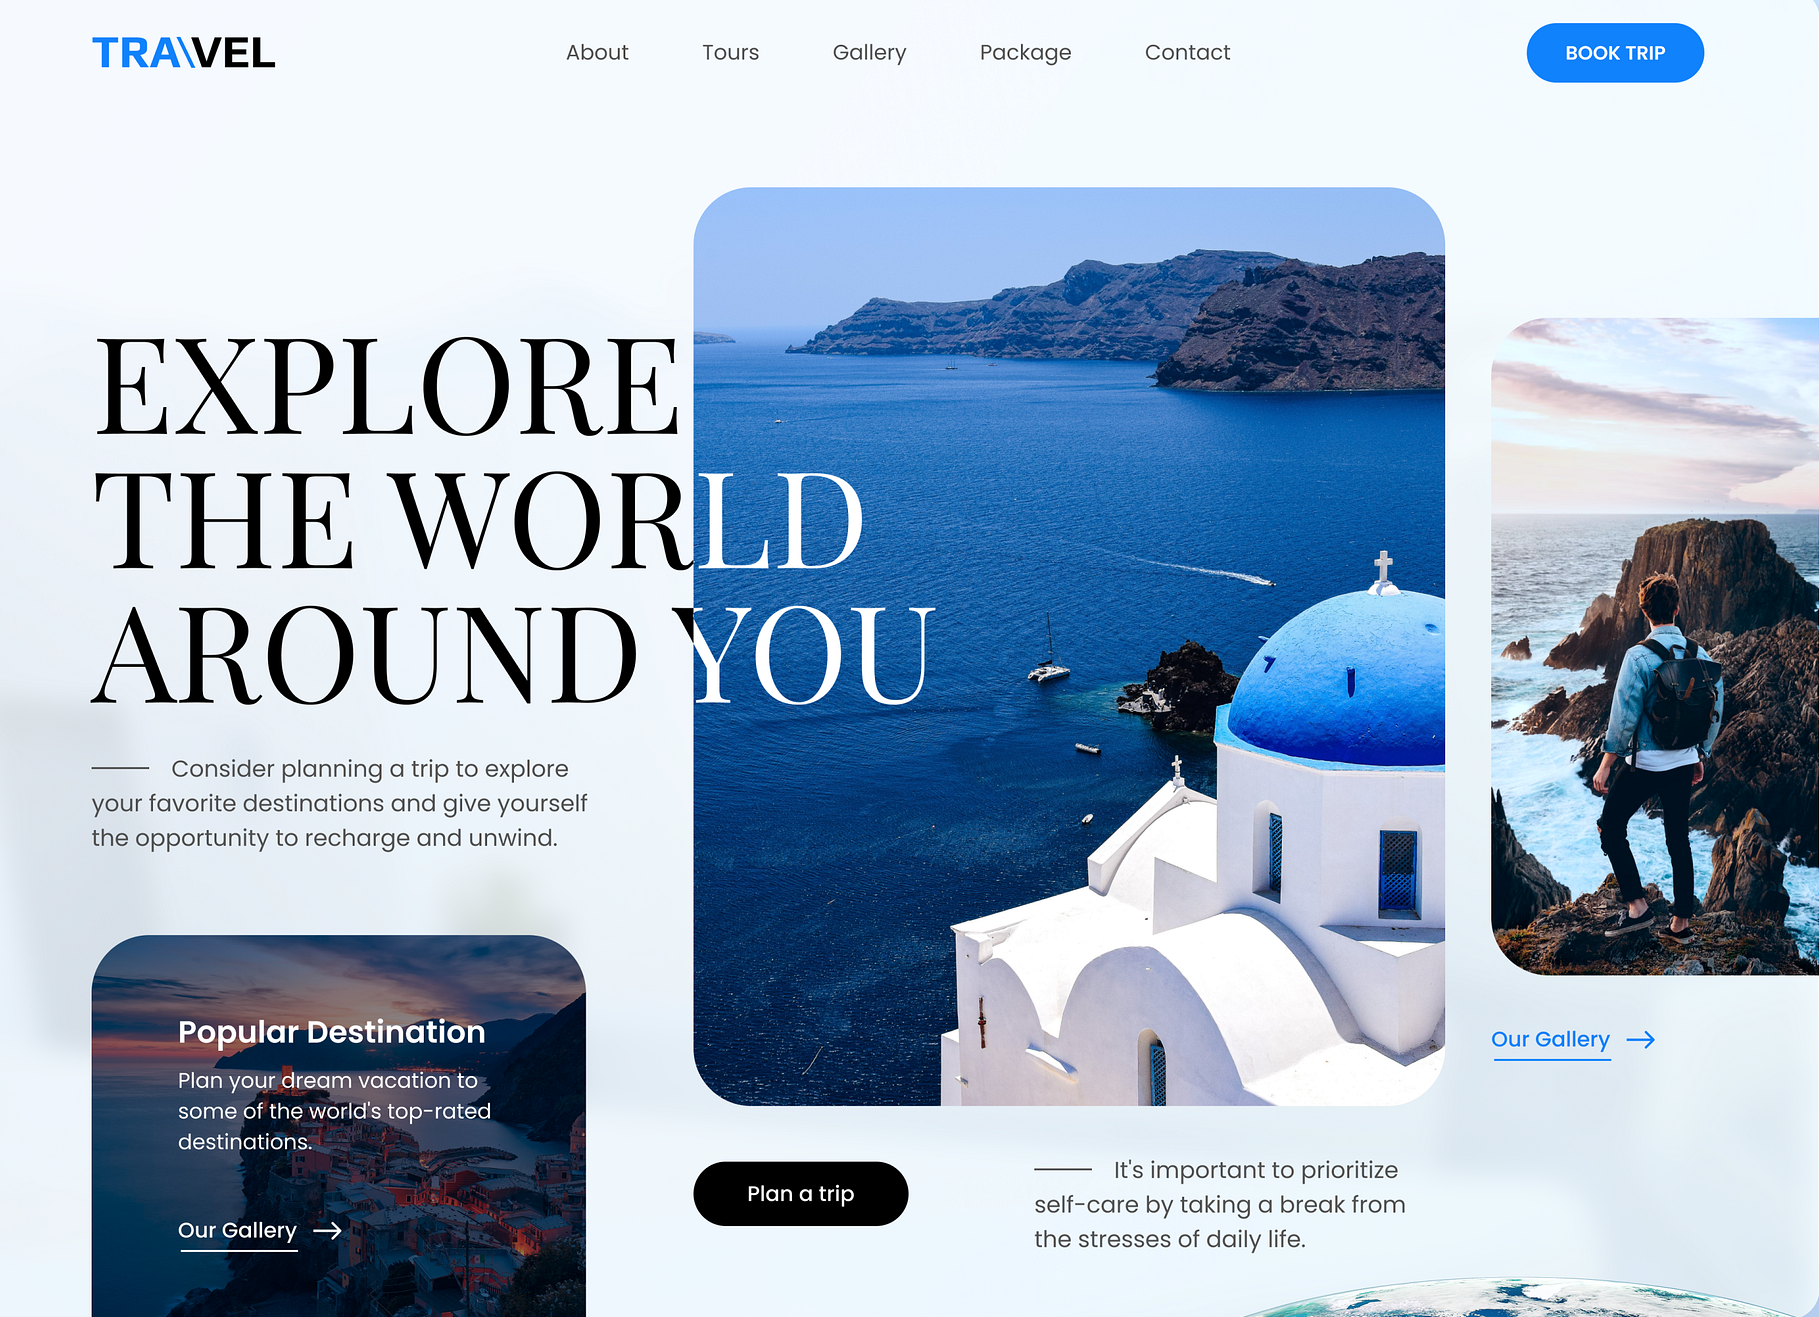 TRA\VEL
About
Tours
Gallery
Package
Contact
BOOK TRIP
EXPLORE
THE WORLD
AROUND YOU
Consider planning a trip to explore
your favorite destinations and give yourself
the opportunity to recharge and unwind.
Popular Destination
Plan your dream vacation to
some of the world's top-rated
destinations.
Our Gallery
Plan a trip
It's important to prioritize
self-care by taking a break from
the stresses of daily life.
Our Gallery